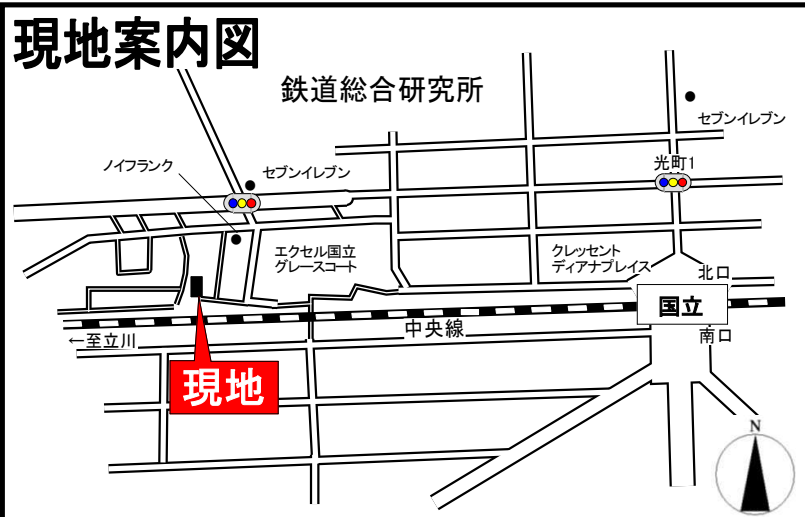 現地案内図
鉄道総合研究所
セブンイレブン
ノイフランク
セブンイレブン
光町1
エクセル国立
グレースコート
クレッセント
ディアナプレイス
北口
国立
中央線
南口
←至立川
現地
N